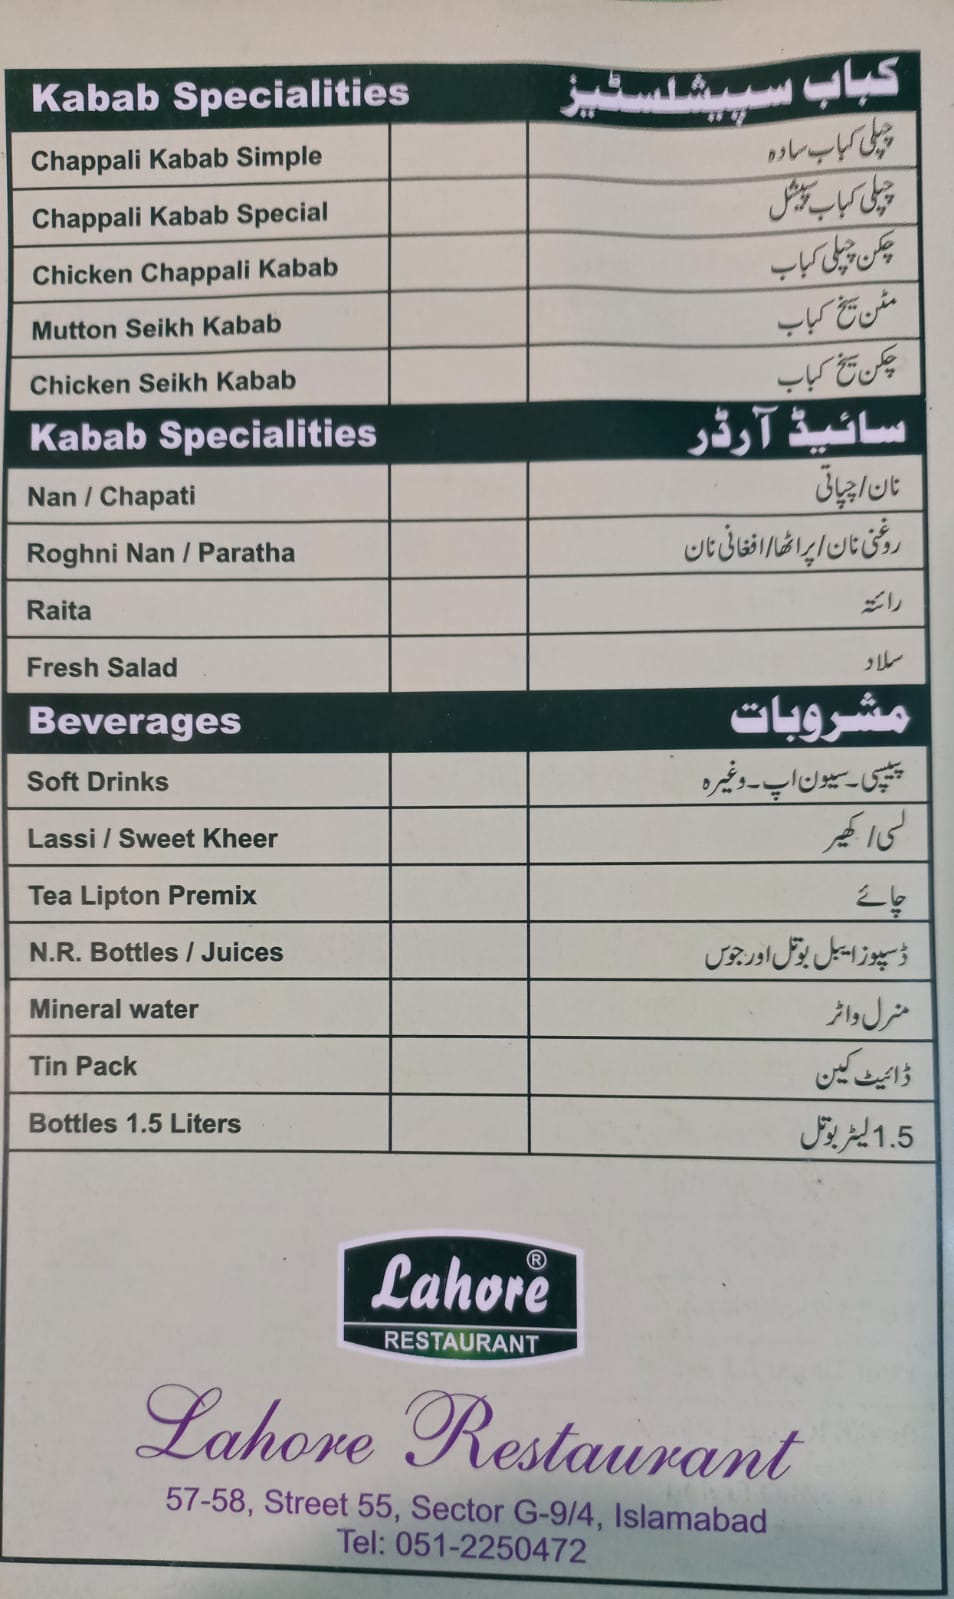 Kabab Specialities کباب سپیشلسٹیز
Chappali Kabab Simple چپلی کباب سادہ
Chappali Kabab Special چپلی کباب سپیشل
Chicken Chappali Kabab چکن چپلی کباب
Mutton Seikh Kabab مٹن سیخ کباب
Chicken Seikh Kabab چکن سیخ کباب
Kabab Specialities سائیڈ آرڈر
Nan / Chapati نان/چپاتی
Roghni Nan / Paratha روغنی نان/پراٹھا/افغانی نان
Raita رائتہ
Fresh Salad سلاد
Beverages مشروبات
Soft Drinks پیپسی۔سیون اپ۔وغیرہ
Lassi / Sweet Kheer لسی/کھیر
Tea Lipton Premix چائے
N.R. Bottles / Juices ڈسپوزایبل بوتل اور جوس
Mineral water منرل واٹر
Tin Pack ڈائیٹ کین
Bottles 1.5 Liters 1.5 لیٹر بوتل
Lahore ®
RESTAURANT
Lahore Restaurant
57-58, Street 55, Sector G-9/4, Islamabad
Tel: 051-2250472